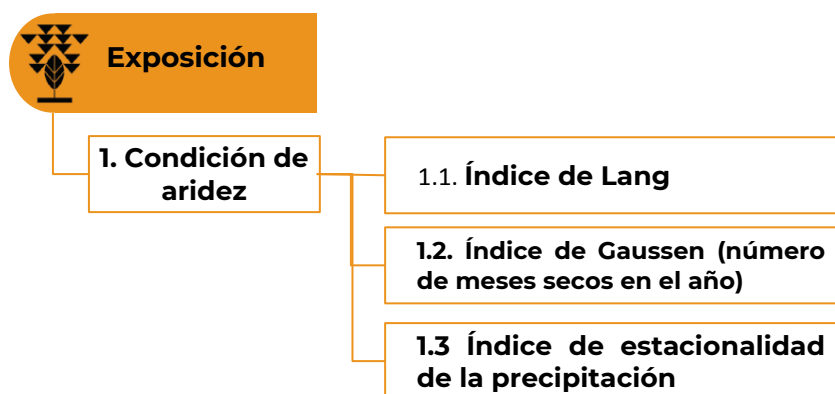 Exposición
1. Condición de
aridez
1.1. Índice de Lang
1.2. Índice de Gaussen (número
de meses secos en el año)
1.3 Índice de estacionalidad
de la precipitación